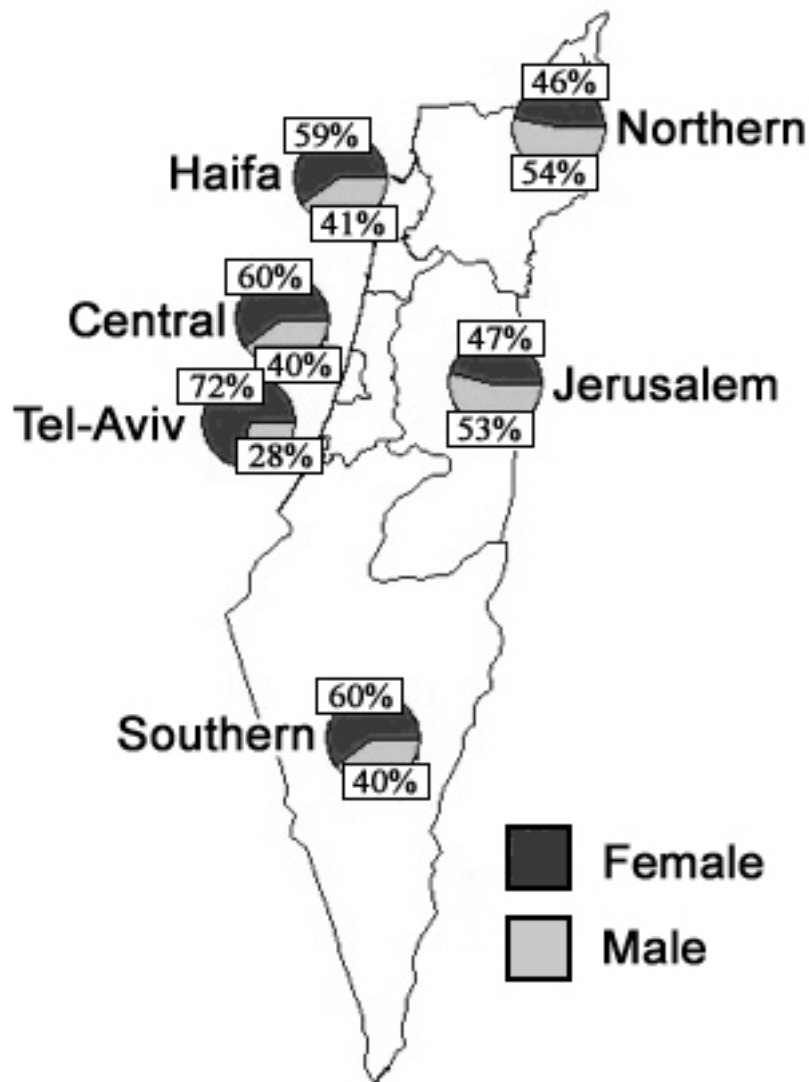 46%
Northern
54%
59%
Haifa
41%
60%
Central
40%
47%
Jerusalem
53%
72%
Tel-Aviv
28%
60%
Southern
40%
Female
Male